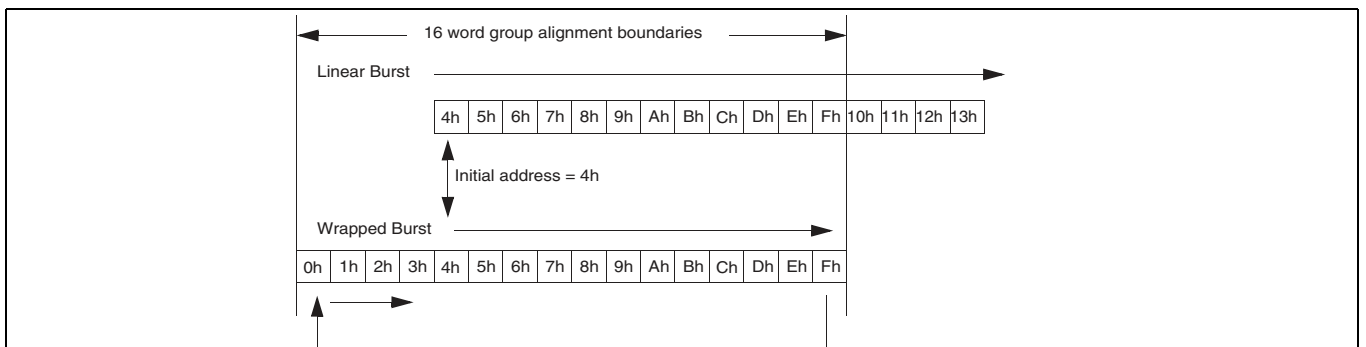 16 word group alignment boundaries
Linear Burst
4h 5h 6h 7h 8h 9h Ah Bh Ch Dh Eh Fh 10h 11h 12h 13h
Initial address = 4h
Wrapped Burst
0h 1h 2h 3h 4h 5h 6h 7h 8h 9h Ah Bh Ch Dh Eh Fh